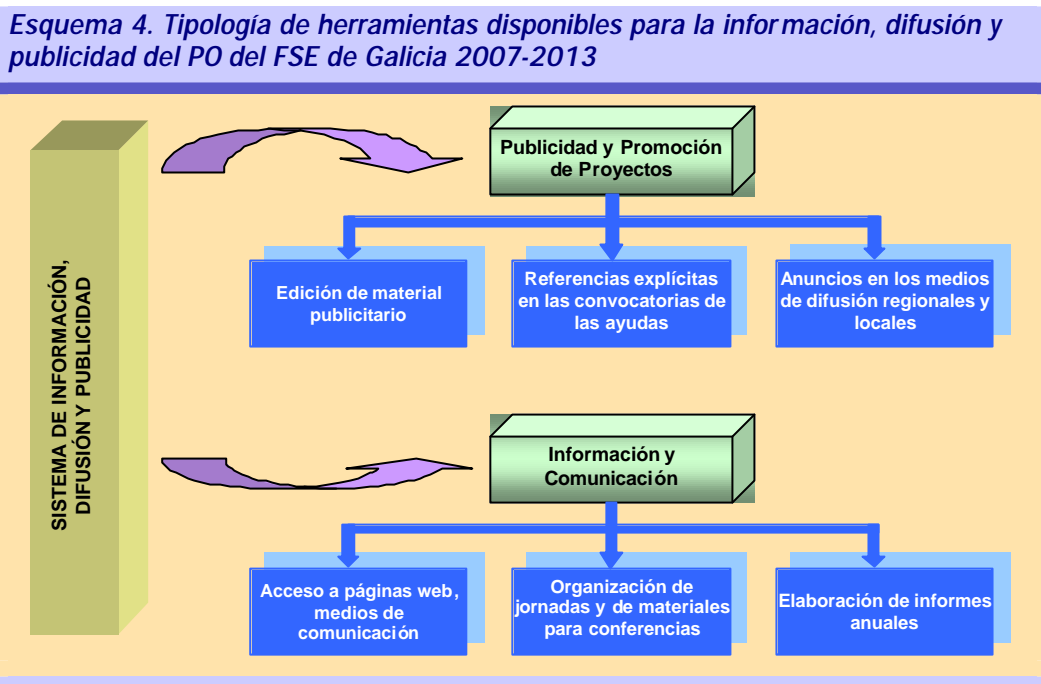 Esquema 4. Tipología de herramientas disponibles para la información, difusión y
publicidad del PO del FSE de Galicia 2007-2013
SISTEMA DE INFORMACIÓN,
DIFUSIÓN Y PUBLICIDAD
Publicidad y Promoción
de Proyectos
Edición de material
publicitario
Referencias explícitas
en las convocatorias de
las ayudas
Anuncios en los medios
de difusión regionales y
locales
Información y
Comunicación
Acceso a páginas web,
medios de
comunicación
Organización de
jornadas y de materiales
para conferencias
Elaboración de informes
anuales